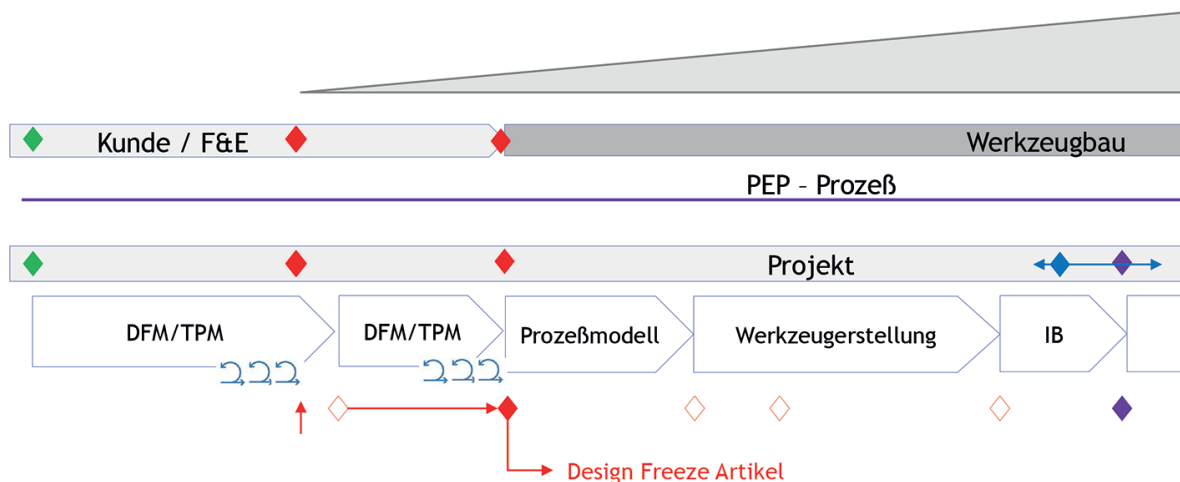 Kunde / F&E
Werkzeugbau
PEP – Prozeß
Projekt
DFM/TPM
DFM/TPM
Prozeßmodell
Werkzeugerstellung
IB
Design Freeze Artikel